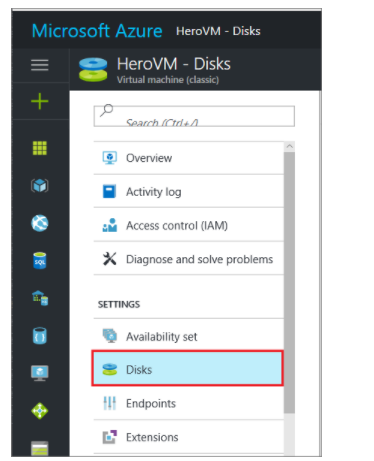 Microsoft Azure HeroVM - Disks
HeroVM - Disks
Virtual machine (classic)
Search (Ctrl+/)
Overview
Activity log
Access control (IAM)
Diagnose and solve problems
SETTINGS
Availability set
Disks
Endpoints
Extensions